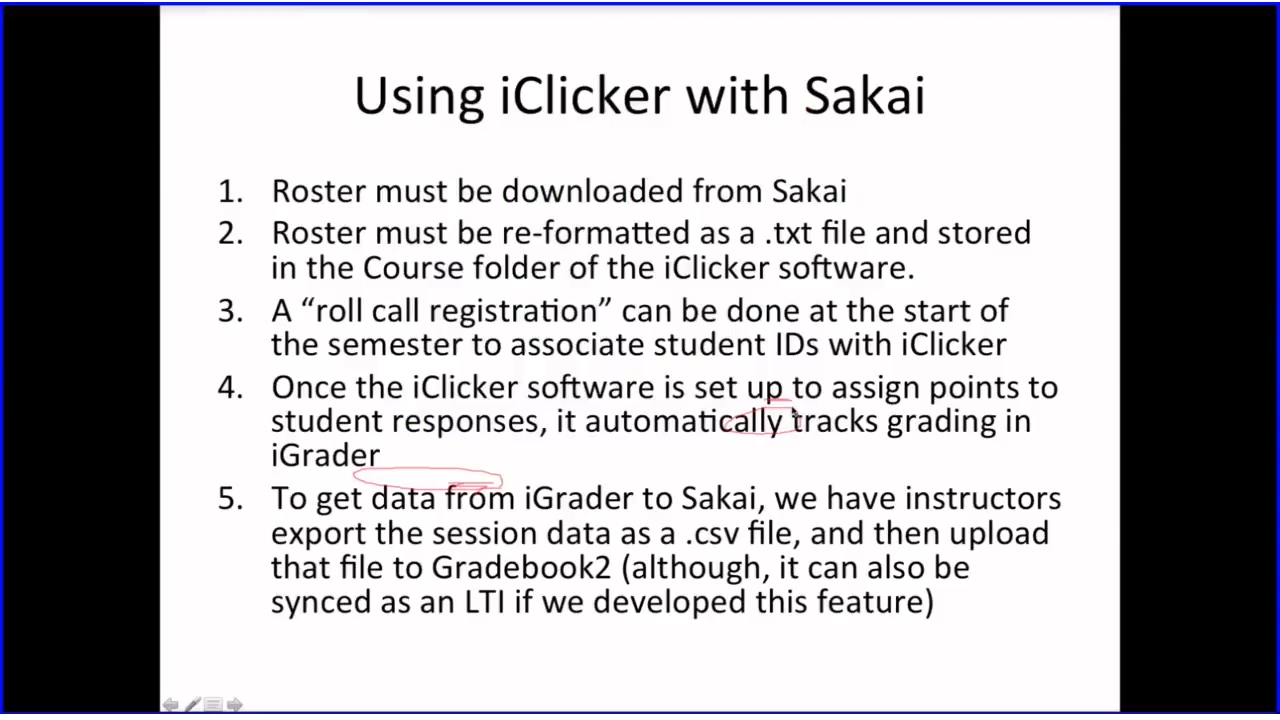 Using iClicker with Sakai
1. Roster must be downloaded from Sakai
2. Roster must be re-formatted as a .txt file and stored
in the Course folder of the iClicker software.
3. A “roll call registration” can be done at the start of
the semester to associate student IDs with iClicker
4. Once the iClicker software is set up to assign points to
student responses, it automatically tracks grading in
iGrader
5. To get data from iGrader to Sakai, we have instructors
export the session data as a .csv file, and then upload
that file to Gradebook2 (although, it can also be
synced as an LTI if we developed this feature)